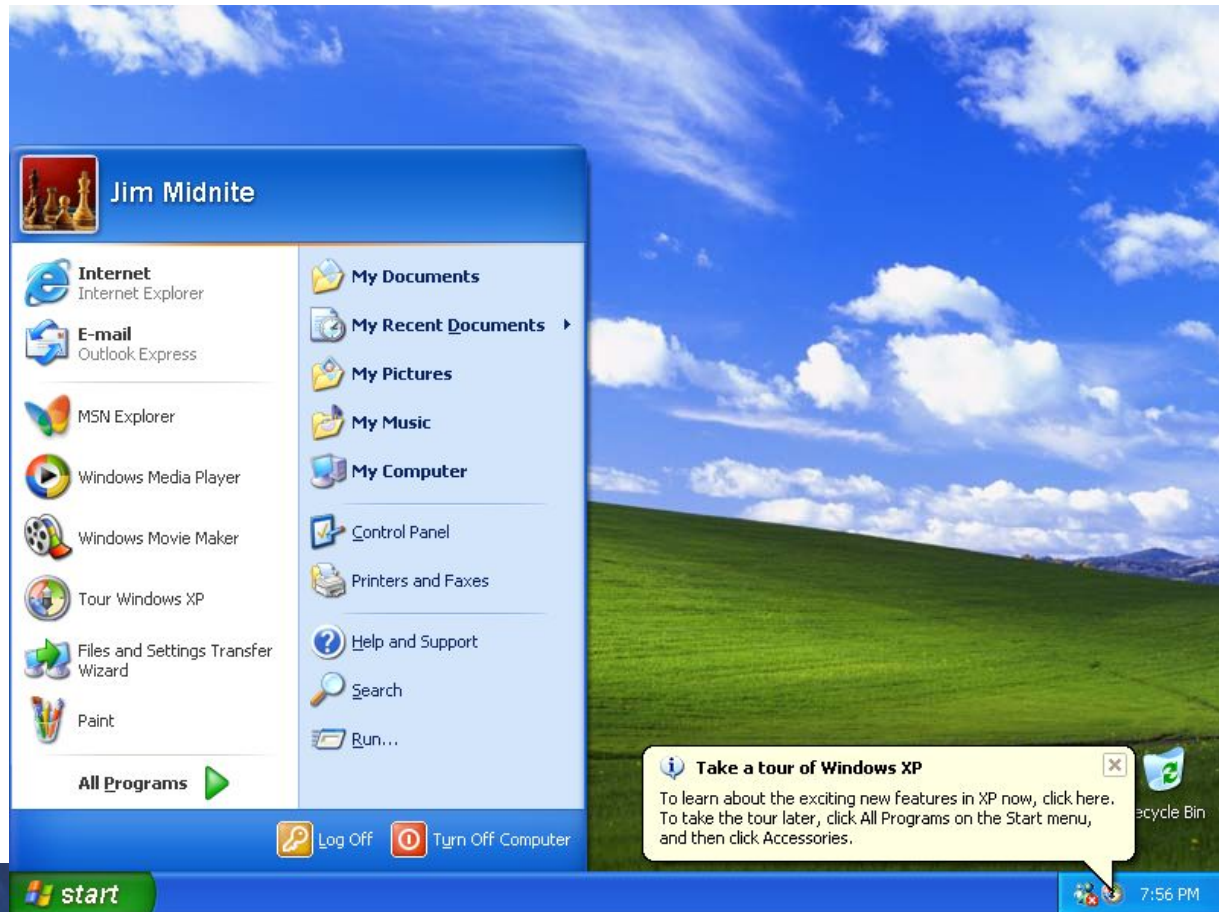 Jim Midnite
Internet
Internet Explorer
E-mail
Outlook Express
MSN Explorer
Windows Media Player
Windows Movie Maker
Tour Windows XP
Files and Settings Transfer
Wizard
Paint
All Programs
My Documents
My Recent Documents
My Pictures
My Music
My Computer
Control Panel
Printers and Faxes
Help and Support
Search
Run...
Log Off
Turn Off Computer
Take a tour of Windows XP
To learn about the exciting new features in XP now, click here.
To take the tour later, click All Programs on the Start menu,
and then click Accessories.
ecycle Bin
start
7:56 PM